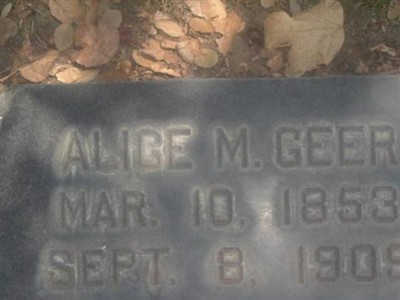 ALICE M. GEER
MAR. 10, 1853
SEPT. 8, 1909